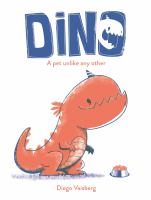 DINO
A pet unlike any other
Diego Vaisberg